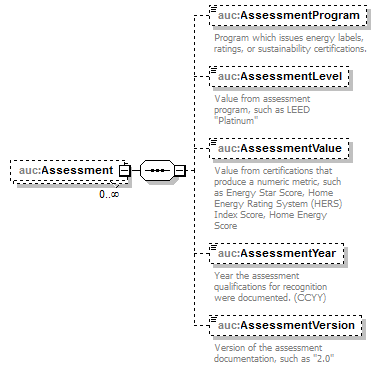 auc:AssessmentProgram
Program which issues energy labels,
ratings, or sustainability certifications.
auc:AssessmentLevel
Value from assessment
program, such as LEED
"Platinum"
auc:AssessmentValue
Value from certifications that
produce a numeric metric, such
as Energy Star Score, Home
Energy Rating System (HERS)
Index Score, Home Energy
Score
auc:Assessment
0..∞
auc:AssessmentYear
Year the assessment
qualifications for recognition
were documented. (CCYY)
auc:AssessmentVersion
Version of the assessment
documentation, such as "2.0"